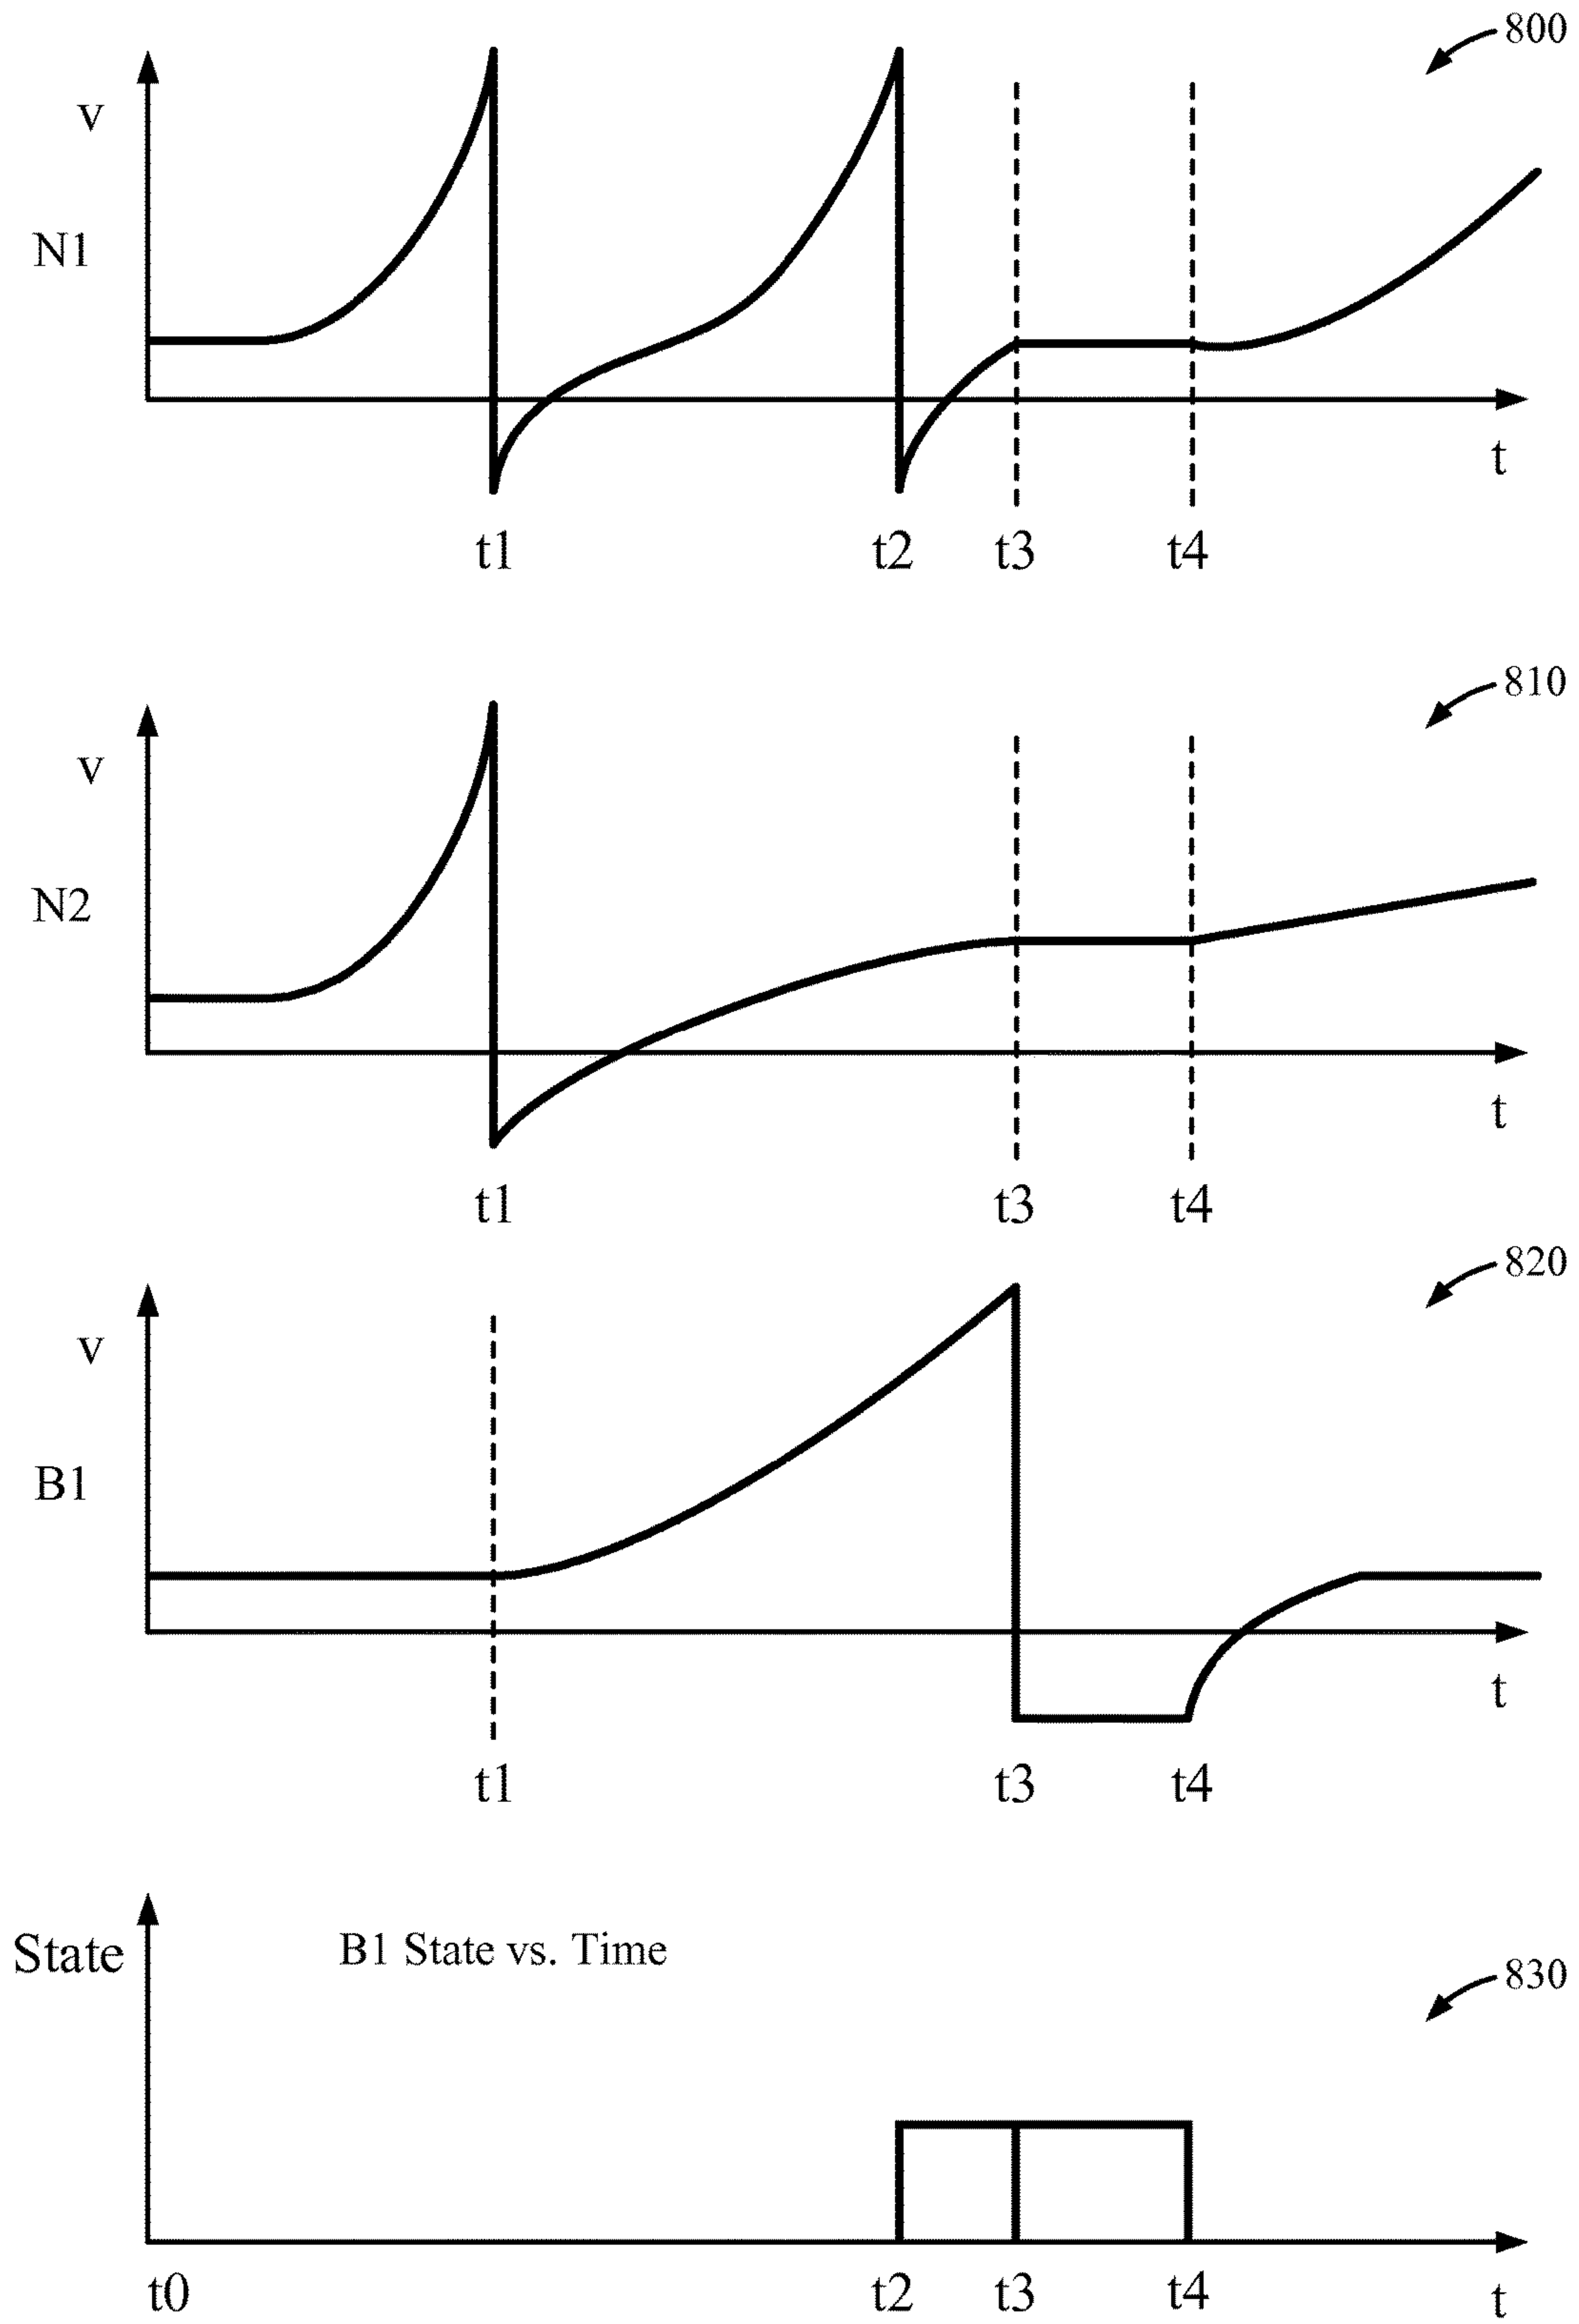 800
v
N1
t
t1 t2 t3 t4
810
v
N2
t
t1 t3 t4
820
v
B1
t
t1 t3 t4
State
B1 State vs. Time
830
t0 t2 t3 t4 t